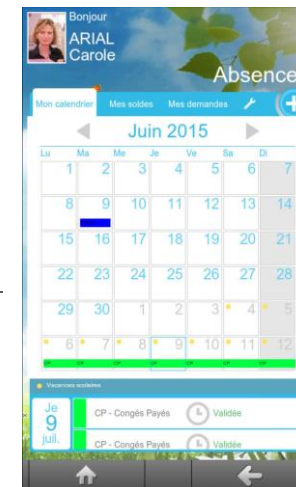 Bonjour
ARIAL
Carole
Absence
Mon calendrier Mes soldes Mes demandes
Juin 2015
Lu Ma Me Je Ve Sa Di
1 2 3 4 5 6 7
8 9 10 11 12 13 14
15 16 17 18 19 20 21
22 23 24 25 26 27 28
29 30 1 2 3 4 5
6 7 8 9 10 11 12
CP CP CP CP CP CP CP
Vacances scolaires
Je
9
juil.
CP - Congés Payés Validée
CP - Congés Payés Validée